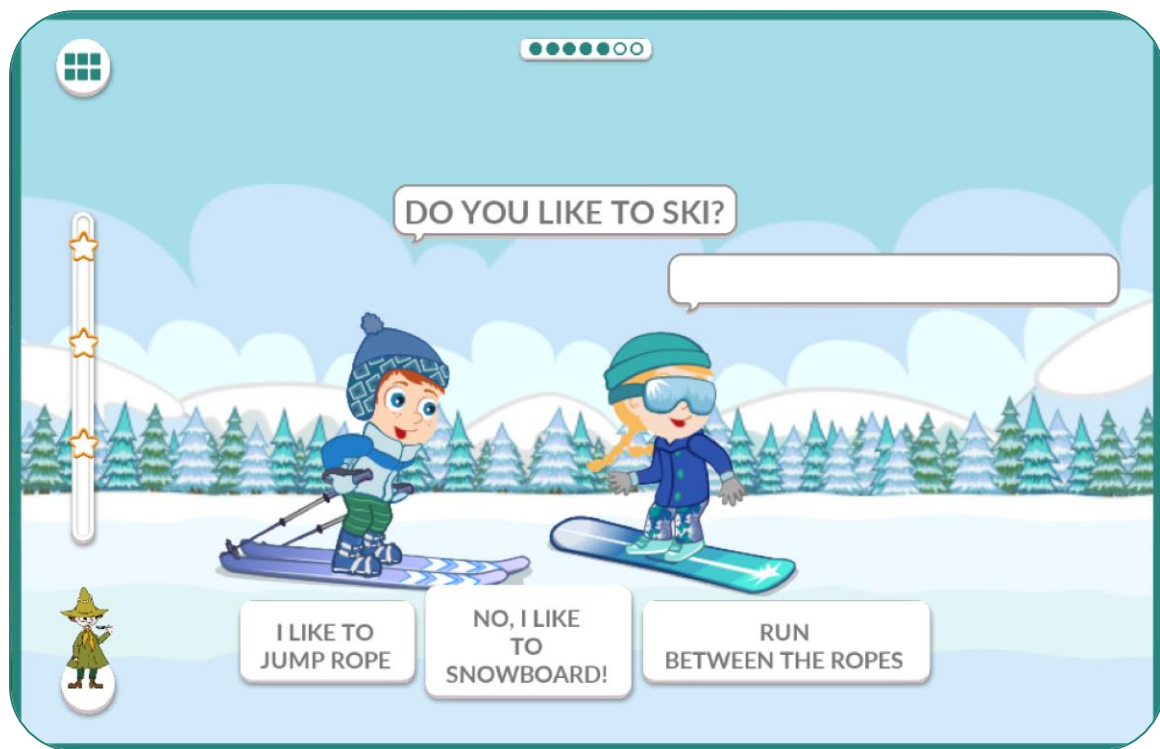 DO YOU LIKE TO SKI?
I LIKE TO
JUMP ROPE
NO, I LIKE
TO
SNOWBOARD!
RUN
BETWEEN THE ROPES